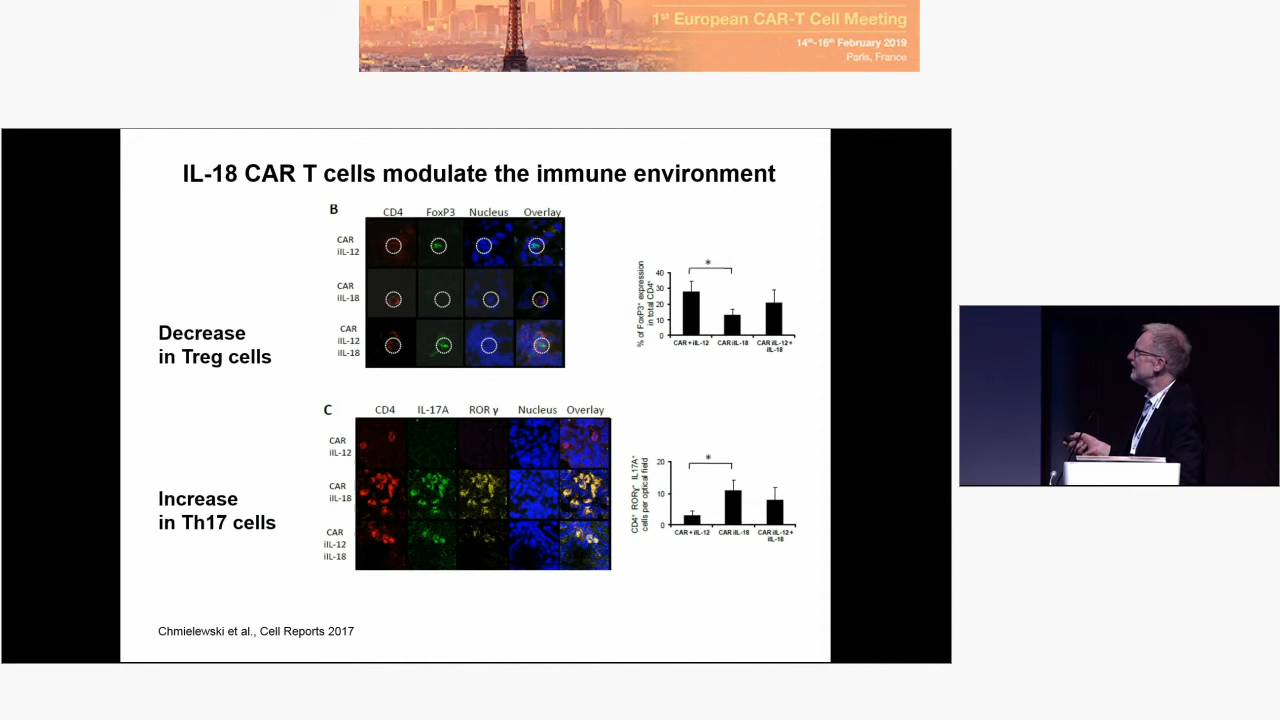 1st European CAR-T Cell Meeting
14th-16th February 2019
Paris, France
IL-18 CAR T cells modulate the immune environment
B
CD4 FoxP3 Nucleus Overlay
CAR
iIL-12
CAR
iIL-18
CAR
iIL-12
iIL-18
Decrease
in Treg cells
% of FoxP3⁺ expression
in total CD4⁺
40
30
20
10
0
*
CAR + iIL-12 CAR iIL-18 CAR iIL-12 +
iIL-18
C
CD4 IL-17A ROR γ Nucleus Overlay
CAR
iIL-12
CAR
iIL-18
CAR
iIL-12
iIL-18
Increase
in Th17 cells
CD4⁺ RORγ⁺ IL17A⁺
cells per optical field
20
10
0
*
CAR + iIL-12 CAR iIL-18 CAR iIL-12 +
iIL-18
Chmielewski et al., Cell Reports 2017